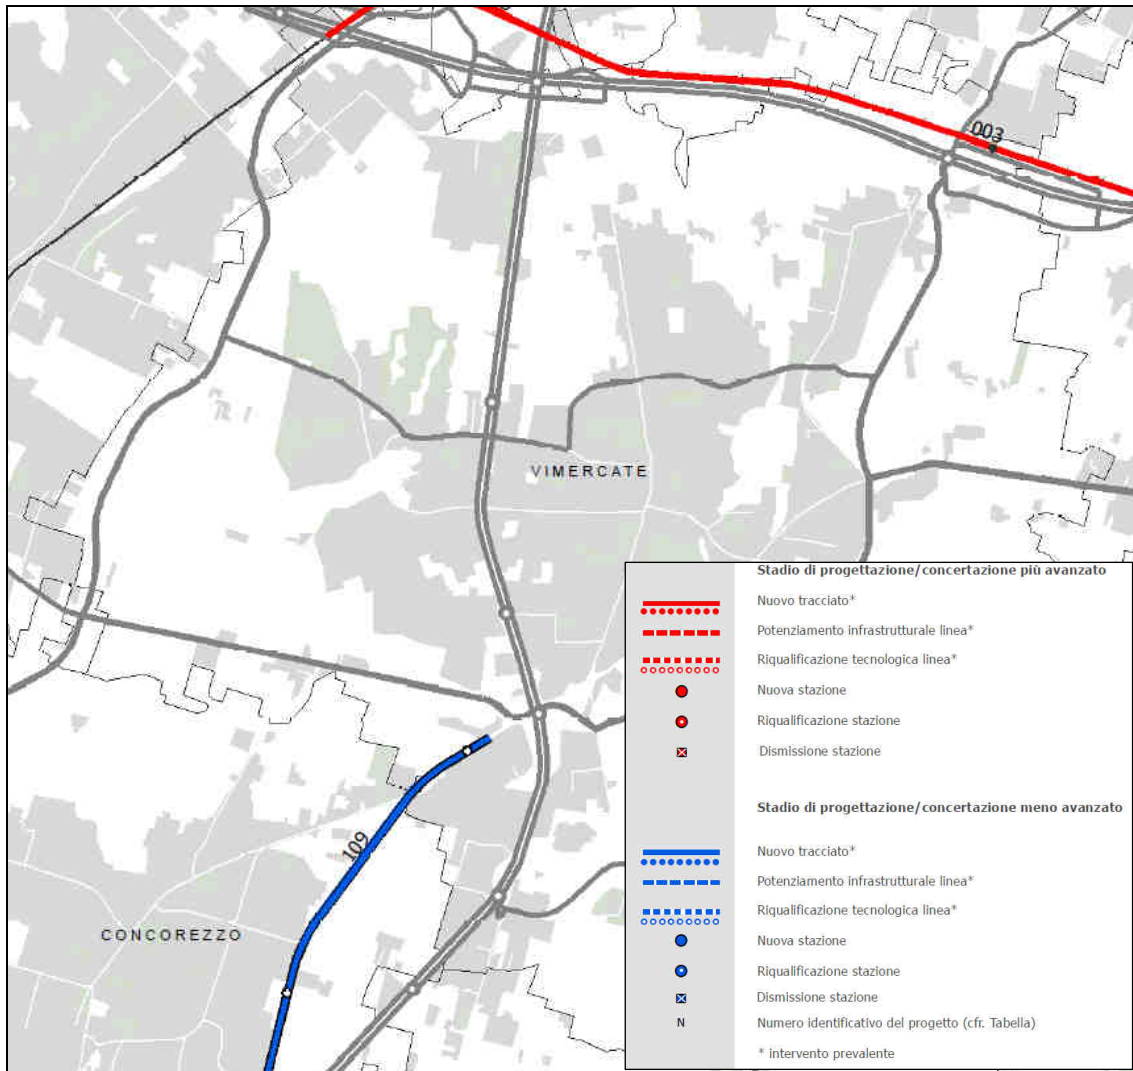 003
VIMERCATE
109
CONCOREZZO
Stadio di progettazione/concertazione più avanzato
Nuovo tracciato*
Potenziamento infrastrutturale linea*
Riqualificazione tecnologica linea*
Nuova stazione
Riqualificazione stazione
Dismissione stazione
Stadio di progettazione/concertazione meno avanzato
Nuovo tracciato*
Potenziamento infrastrutturale linea*
Riqualificazione tecnologica linea*
Nuova stazione
Riqualificazione stazione
Dismissione stazione
N Numero identificativo del progetto (cfr. Tabella)
* intervento prevalente